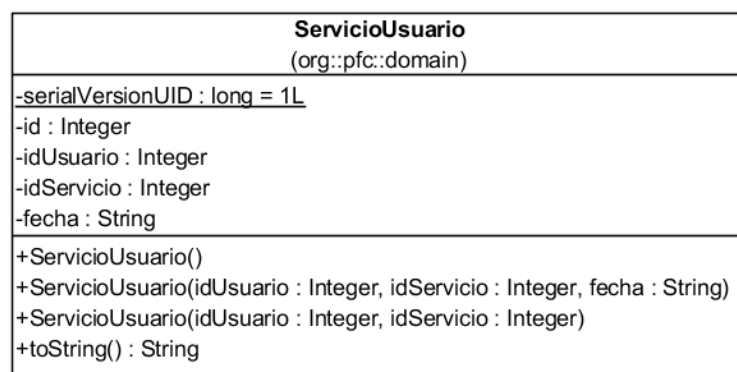 ServicioUsuario
(org::pfc::domain)
-serialVersionUID : long = 1L
-id : Integer
-idUsuario : Integer
-idServicio : Integer
-fecha : String
+ServicioUsuario()
+ServicioUsuario(idUsuario : Integer, idServicio : Integer, fecha : String)
+ServicioUsuario(idUsuario : Integer, idServicio : Integer)
+toString() : String